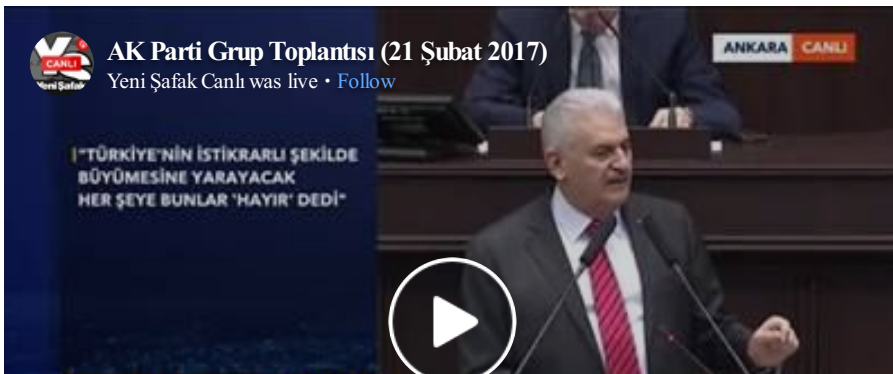 AK Parti Grup Toplantısı (21 Şubat 2017)
Yeni Şafak Canlı was live · Follow
CANLI
Yeni Şafak
ANKARA CANLI
"TÜRKİYE'NİN İSTİKRARLI ŞEKİLDE
BÜYÜMESİNE YARAYACAK
HER ŞEYE BUNLAR 'HAYIR' DEDİ"